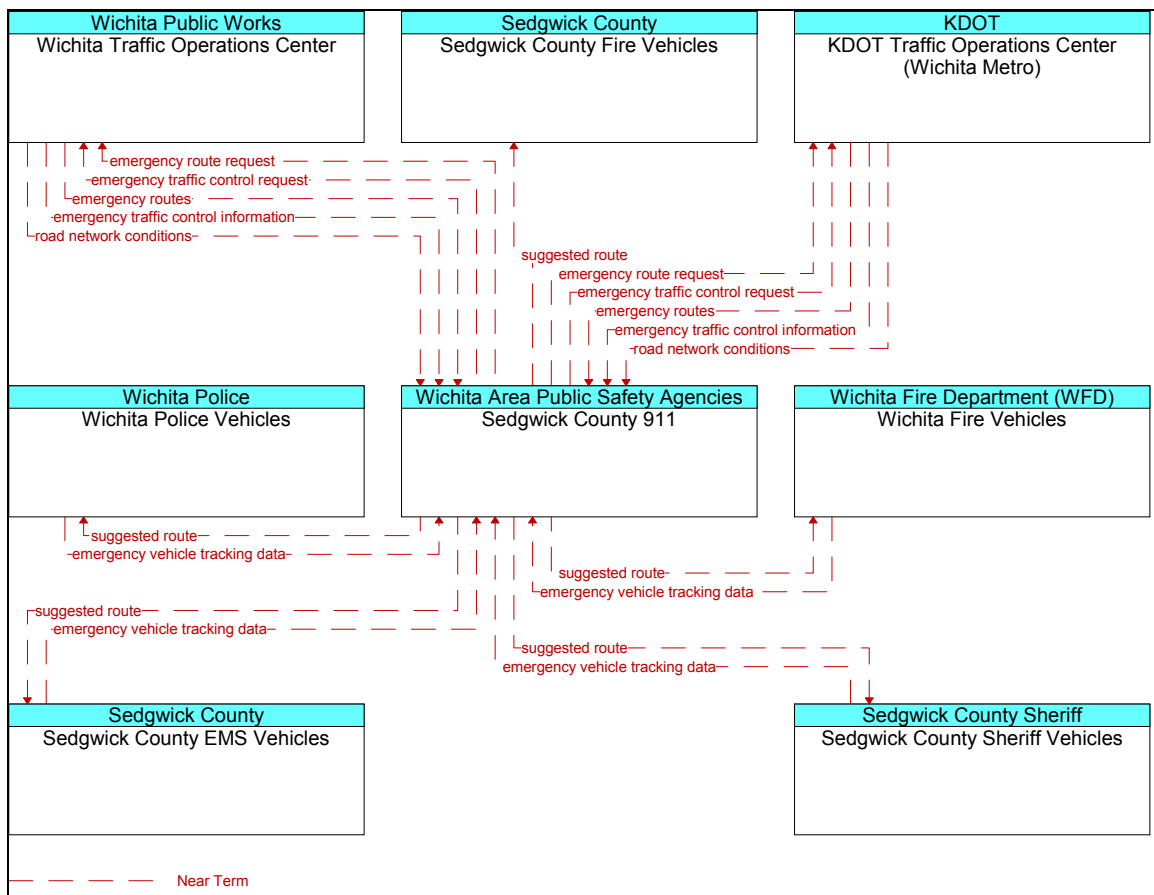 Wichita Public Works
Wichita Traffic Operations Center
Sedgwick County
Sedgwick County Fire Vehicles
KDOT
KDOT Traffic Operations Center
(Wichita Metro)
emergency route request
emergency traffic control request
emergency routes
emergency traffic control information
road network conditions
suggested route
emergency route request
emergency traffic control request
emergency routes
emergency traffic control information
road network conditions
Wichita Police
Wichita Police Vehicles
Wichita Area Public Safety Agencies
Sedgwick County 911
Wichita Fire Department (WFD)
Wichita Fire Vehicles
suggested route
emergency vehicle tracking data
suggested route
emergency vehicle tracking data
suggested route
emergency vehicle tracking data
suggested route
emergency vehicle tracking data
Sedgwick County
Sedgwick County EMS Vehicles
Sedgwick County Sheriff
Sedgwick County Sheriff Vehicles
Near Term